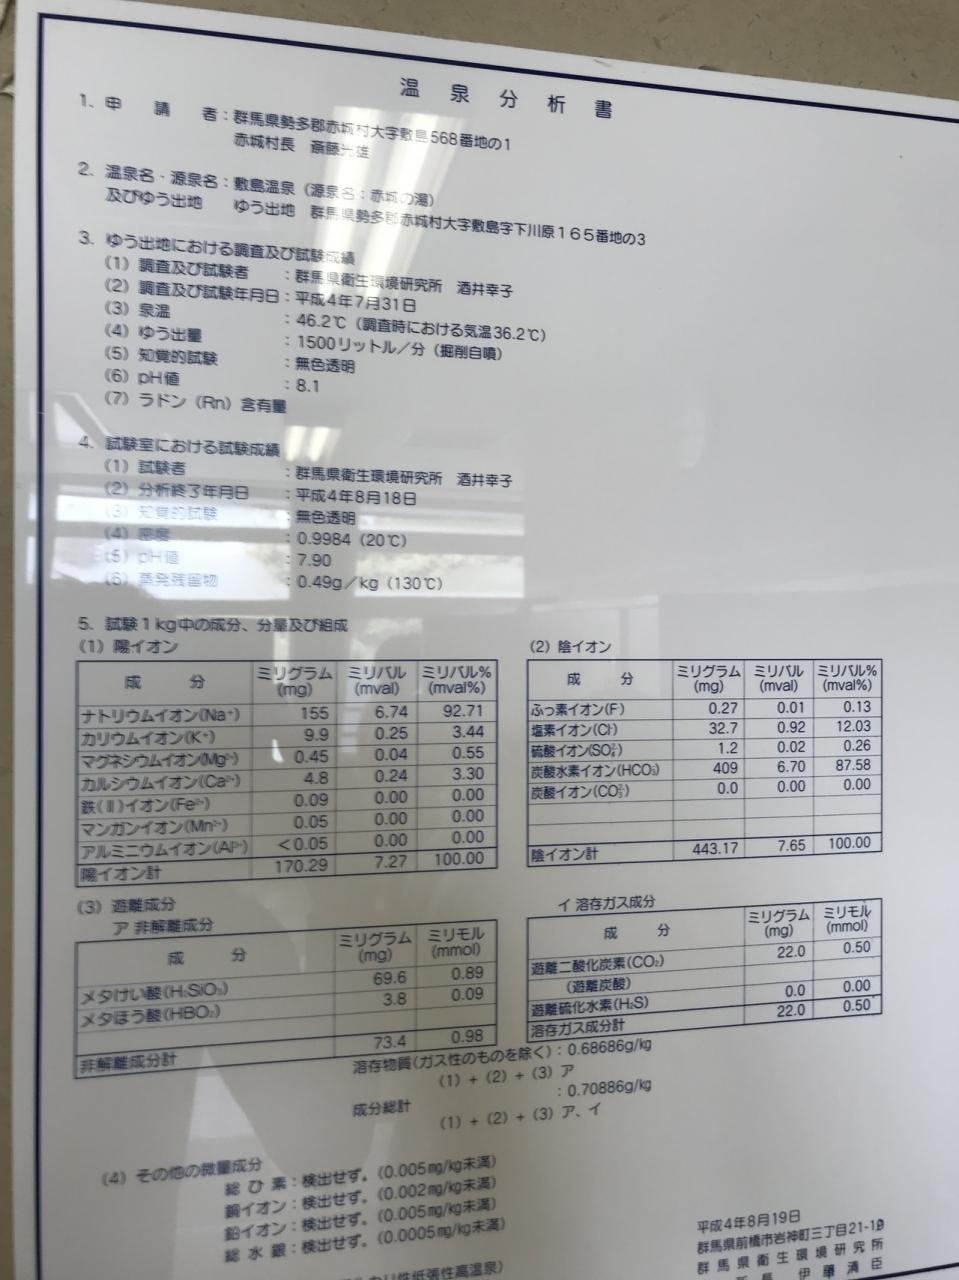 温泉分析書
1. 申請者：群馬県勢多郡赤城村大字敷島568番地の1
赤城村長 斎藤光雄
2. 温泉名・源泉名：敷島温泉（源泉名：赤城の湯）
及びゆう出地 ゆう出地 群馬県勢多郡赤城村大字敷島字下川原165番地の3
3. ゆう出地における調査及び試験成績
(1) 調査及び試験者：群馬県衛生環境研究所 酒井幸子
(2) 調査及び試験年月日：平成4年7月31日
(3) 泉温：46.2℃（調査時における気温36.2℃）
(4) ゆう出量：1500リットル／分（掘削自噴）
(5) 知覚的試験：無色透明
(6) pH値：8.1
(7) ラドン（Rn）含有量
4. 試験室における試験成績
(1) 試験者：群馬県衛生環境研究所 酒井幸子
(2) 分析終了年月日：平成4年8月18日
(3) 知覚的試験：無色透明
(4) 密度：0.9984（20℃）
(5) pH値：7.90
(6) 蒸発残留物：0.49g／kg（130℃）
5. 試験1kg中の成分、分量及び組成
(1) 陽イオン
成分 ミリグラム(mg) ミリバル(mval) ミリバル%(mval%)
ナトリウムイオン(Na⁺) 155 6.74 92.71
カリウムイオン(K⁺) 9.9 0.25 3.44
マグネシウムイオン(Mg²⁺) 0.45 0.04 0.55
カルシウムイオン(Ca²⁺) 4.8 0.24 3.30
鉄(Ⅱ)イオン(Fe²⁺) 0.09 0.00 0.00
マンガンイオン(Mn²⁺) 0.05 0.00 0.00
アルミニウムイオン(Al³⁺) <0.05 0.00 0.00
陽イオン計 170.29 7.27 100.00
(2) 陰イオン
成分 ミリグラム(mg) ミリバル(mval) ミリバル%(mval%)
ふっ素イオン(F⁻) 0.27 0.01 0.13
塩素イオン(Cl⁻) 32.7 0.92 12.03
硫酸イオン(SO₄²⁻) 1.2 0.02 0.26
炭酸水素イオン(HCO₃⁻) 409 6.70 87.58
炭酸イオン(CO₃²⁻) 0.0 0.00 0.00
陰イオン計 443.17 7.65 100.00
(3) 遊離成分
ア 非解離成分
成分 ミリグラム(mg) ミリモル(mmol)
メタけい酸(H₂SiO₃) 69.6 0.89
メタほう酸(HBO₂) 3.8 0.09
非解離成分計 73.4 0.98
イ 溶存ガス成分
成分 ミリグラム(mg) ミリモル(mmol)
遊離二酸化炭素(CO₂) 22.0 0.50
(遊離炭酸)
遊離硫化水素(H₂S) 0.0 0.00
溶存ガス成分計 22.0 0.50
溶存物質(ガス性のものを除く)：0.68686g/kg
(1) + (2) + (3) ア
成分総計：0.70886g/kg
(1) + (2) + (3) ア、イ
(4) その他の微量成分
総ひ素：検出せず。(0.005mg/kg未満)
銅イオン：検出せず。(0.002mg/kg未満)
鉛イオン：検出せず。(0.005mg/kg未満)
総水銀：検出せず。(0.0005mg/kg未満)
平成4年8月19日
群馬県前橋市岩神町三丁目21-19
群馬県衛生環境研究所
所長 伊藤清臣
アルカリ性低張性高温泉)